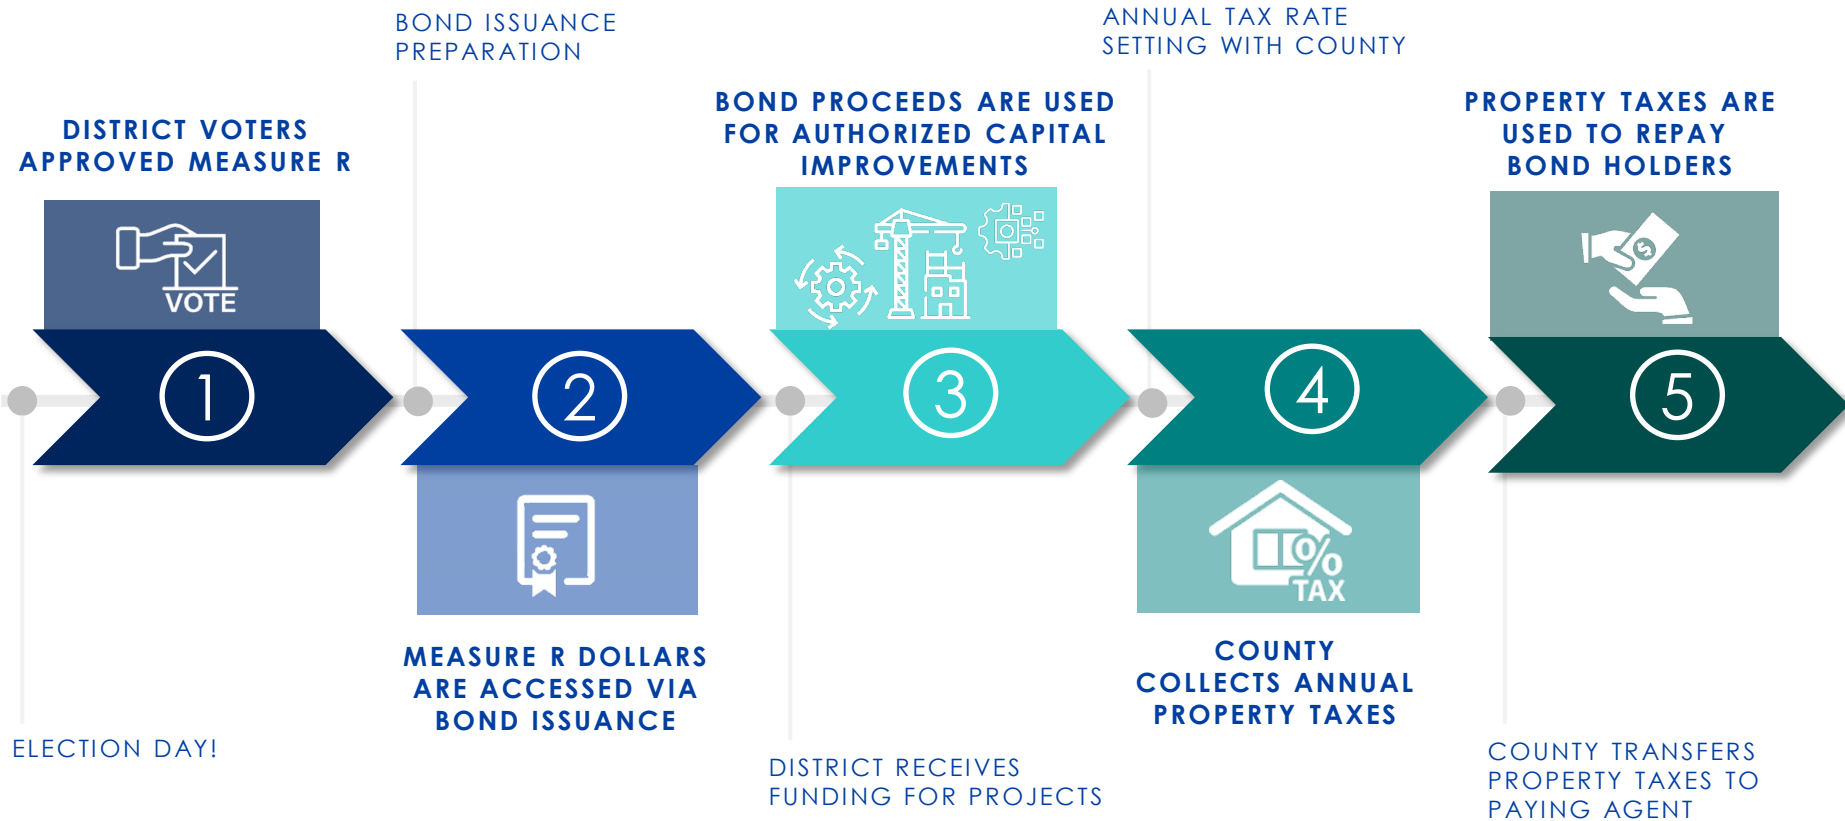 BOND ISSUANCE
PREPARATION
ANNUAL TAX RATE
SETTING WITH COUNTY
DISTRICT VOTERS
APPROVED MEASURE R
BOND PROCEEDS ARE USED
FOR AUTHORIZED CAPITAL
IMPROVEMENTS
PROPERTY TAXES ARE
USED TO REPAY
BOND HOLDERS
VOTE
$
1
2
3
4
5
%
TAX
MEASURE R DOLLARS
ARE ACCESSED VIA
BOND ISSUANCE
COUNTY
COLLECTS ANNUAL
PROPERTY TAXES
ELECTION DAY!
DISTRICT RECEIVES
FUNDING FOR PROJECTS
COUNTY TRANSFERS
PROPERTY TAXES TO
PAYING AGENT